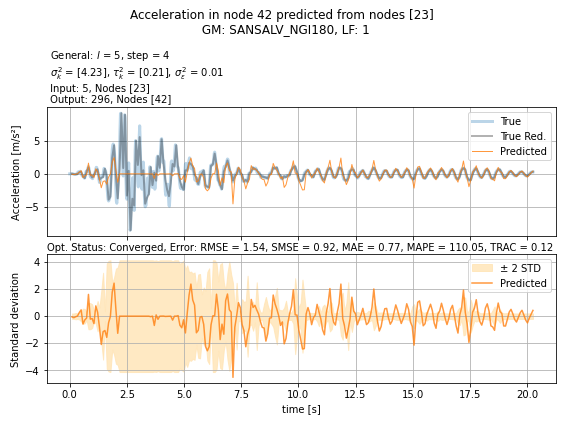 Acceleration in node 42 predicted from nodes [23]
GM: SANSALV_NGI180, LF: 1
General: l = 5, step = 4
σ²ₖ = [4.23], τ²ₖ = [0.21], σ²ε = 0.01
Input: 5, Nodes [23]
Output: 296, Nodes [42]
True
True Red.
Predicted
Acceleration [m/s²]
5
0
−5
Opt. Status: Converged, Error: RMSE = 1.54, SMSE = 0.92, MAE = 0.77, MAPE = 110.05, TRAC = 0.12
± 2 STD
Predicted
Standard deviation
4
2
0
−2
−4
0.0 2.5 5.0 7.5 10.0 12.5 15.0 17.5 20.0
time [s]